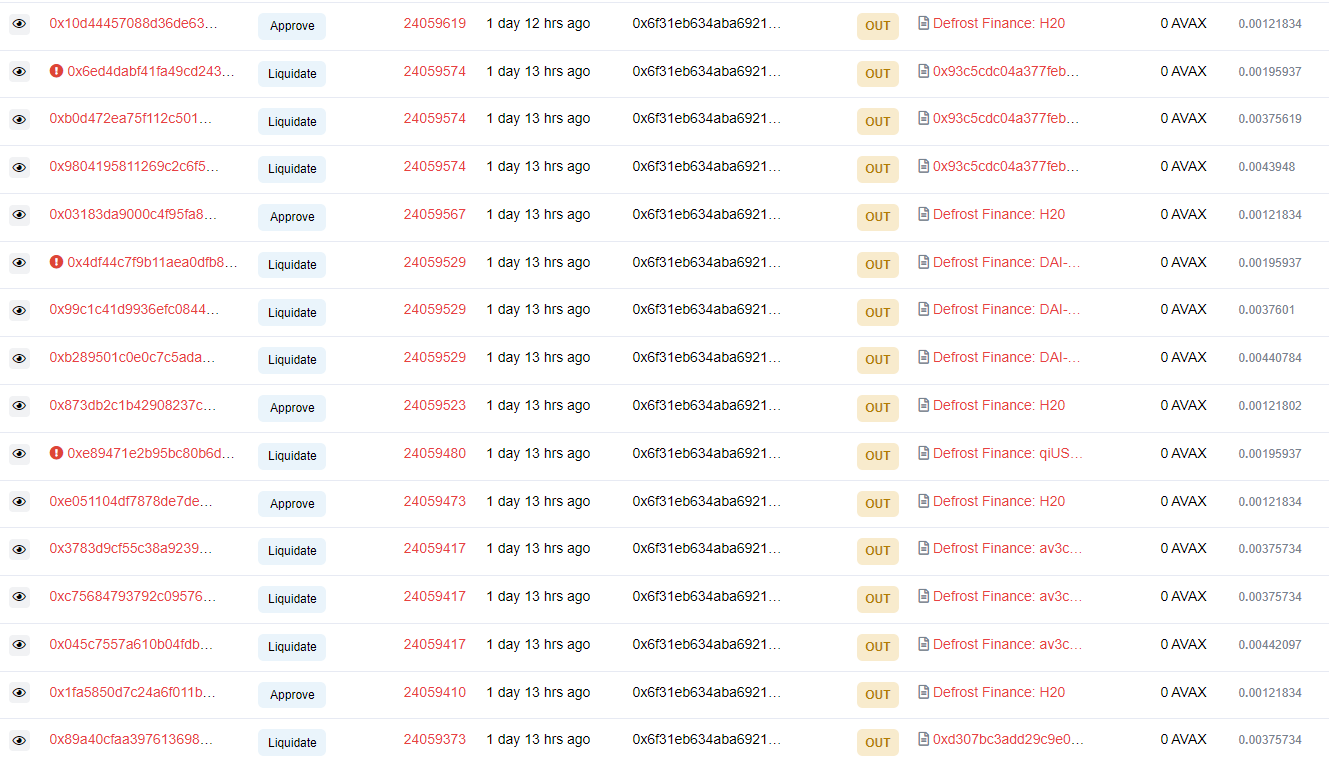 0x10d44457088d36de63... Approve 24059619 1 day 12 hrs ago 0x6f31eb634aba6921... OUT Defrost Finance: H20 0 AVAX 0.00121834
0x6ed4dabf41fa49cd243... Liquidate 24059574 1 day 13 hrs ago 0x6f31eb634aba6921... OUT 0x93c5cdc04a377feb... 0 AVAX 0.00195937
0xb0d472ea75f112c501... Liquidate 24059574 1 day 13 hrs ago 0x6f31eb634aba6921... OUT 0x93c5cdc04a377feb... 0 AVAX 0.00375619
0x9804195811269c2c6f5... Liquidate 24059574 1 day 13 hrs ago 0x6f31eb634aba6921... OUT 0x93c5cdc04a377feb... 0 AVAX 0.0043948
0x03183da9000c4f95fa8... Approve 24059567 1 day 13 hrs ago 0x6f31eb634aba6921... OUT Defrost Finance: H20 0 AVAX 0.00121834
0x4df44c7f9b11aea0dfb8... Liquidate 24059529 1 day 13 hrs ago 0x6f31eb634aba6921... OUT Defrost Finance: DAI-... 0 AVAX 0.00195937
0x99c1c41d9936efc0844... Liquidate 24059529 1 day 13 hrs ago 0x6f31eb634aba6921... OUT Defrost Finance: DAI-... 0 AVAX 0.0037601
0xb289501c0e0c7c5ada... Liquidate 24059529 1 day 13 hrs ago 0x6f31eb634aba6921... OUT Defrost Finance: DAI-... 0 AVAX 0.00440784
0x873db2c1b42908237c... Approve 24059523 1 day 13 hrs ago 0x6f31eb634aba6921... OUT Defrost Finance: H20 0 AVAX 0.00121802
0xe89471e2b95bc80b6d... Liquidate 24059480 1 day 13 hrs ago 0x6f31eb634aba6921... OUT Defrost Finance: qiUS... 0 AVAX 0.00195937
0xe051104df7878de7de... Approve 24059473 1 day 13 hrs ago 0x6f31eb634aba6921... OUT Defrost Finance: H20 0 AVAX 0.00121834
0x3783d9cf55c38a9239... Liquidate 24059417 1 day 13 hrs ago 0x6f31eb634aba6921... OUT Defrost Finance: av3c... 0 AVAX 0.00375734
0xc75684793792c09576... Liquidate 24059417 1 day 13 hrs ago 0x6f31eb634aba6921... OUT Defrost Finance: av3c... 0 AVAX 0.00375734
0x045c7557a610b04fdb... Liquidate 24059417 1 day 13 hrs ago 0x6f31eb634aba6921... OUT Defrost Finance: av3c... 0 AVAX 0.00442097
0x1fa5850d7c24a6f011b... Approve 24059410 1 day 13 hrs ago 0x6f31eb634aba6921... OUT Defrost Finance: H20 0 AVAX 0.00121834
0x89a40cfaa397613698... Liquidate 24059373 1 day 13 hrs ago 0x6f31eb634aba6921... OUT 0xd307bc3add29c9e0... 0 AVAX 0.00375734